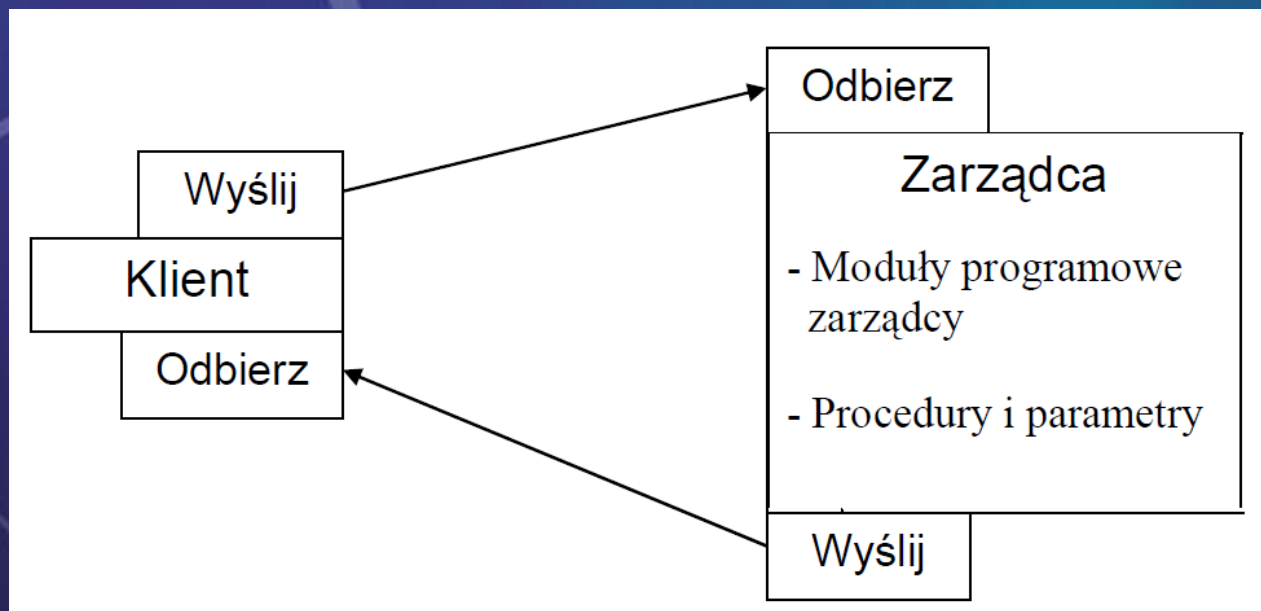 Odbierz
Wyślij
Zarządca
Klient
- Moduły programowe
zarządcy
Odbierz
- Procedury i parametry
Wyślij